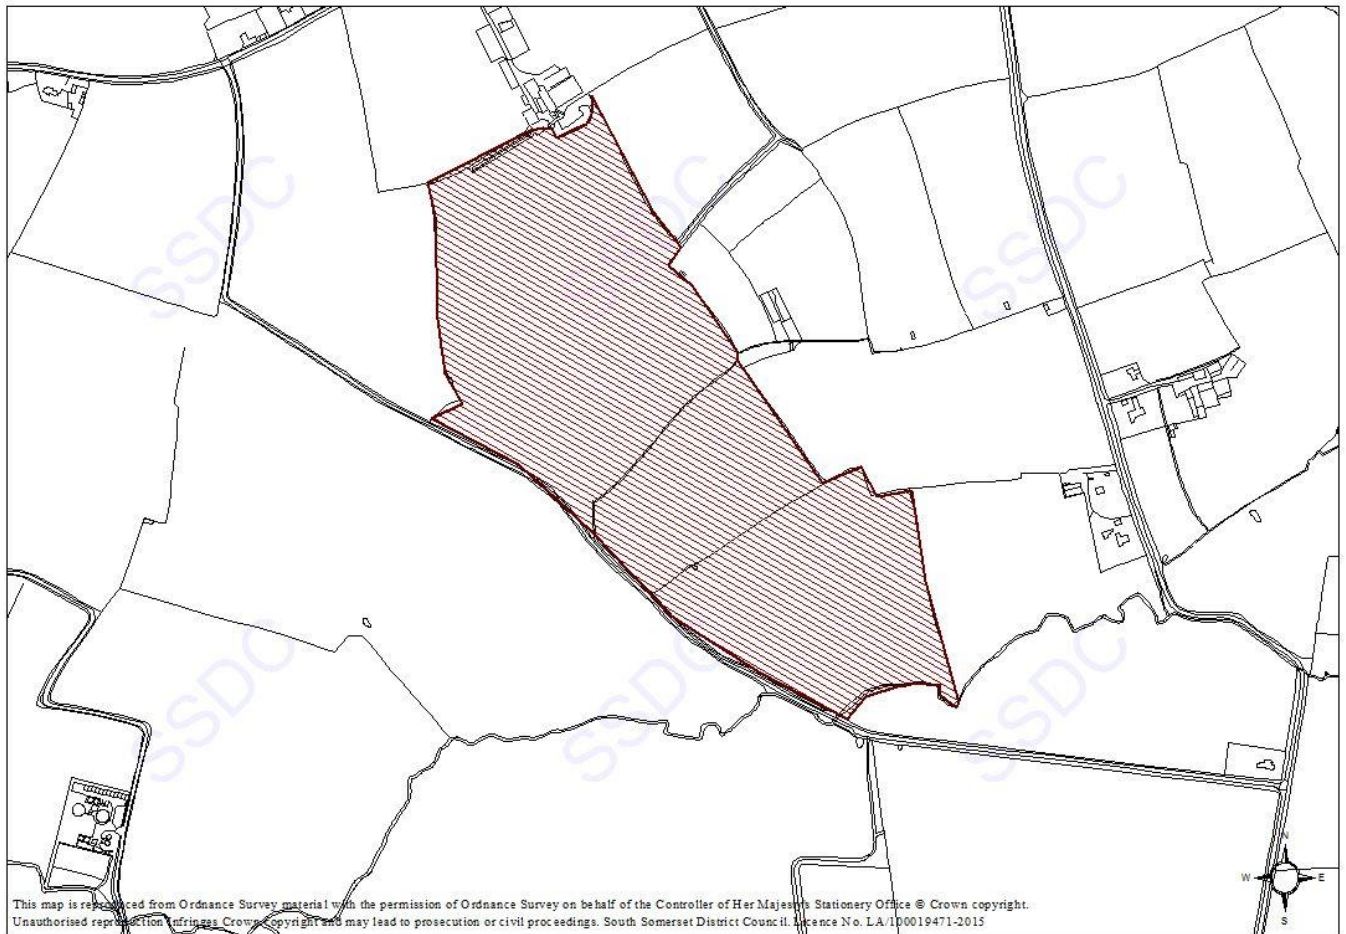 SSDC
SSDC
SSDC
SSDC
SSDC
SSDC
N
W E
S
This map is reproduced from Ordnance Survey material with the permission of Ordnance Survey on behalf of the Controller of Her Majesty's Stationery Office © Crown copyright.
Unauthorised reproduction infringes Crown copyright and may lead to prosecution or civil proceedings. South Somerset District Council. Licence No. LA/100019471-2015